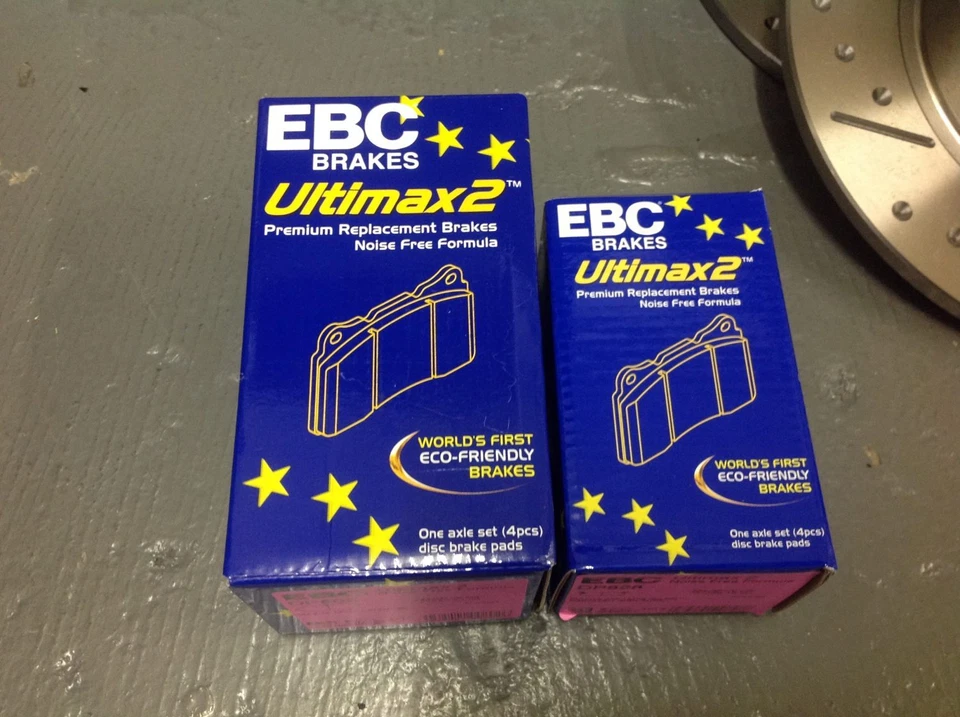 EBC
BRAKES
Ultimax2™
Premium Replacement Brakes
Noise Free Formula
WORLD'S FIRST
ECO-FRIENDLY
BRAKES
One axle set (4pcs)
disc brake pads
EBC
EBC
BRAKES
Ultimax2™
Premium Replacement Brakes
Noise Free Formula
WORLD'S FIRST
ECO-FRIENDLY
BRAKES
One axle set (4pcs)
disc brake pads
EBC